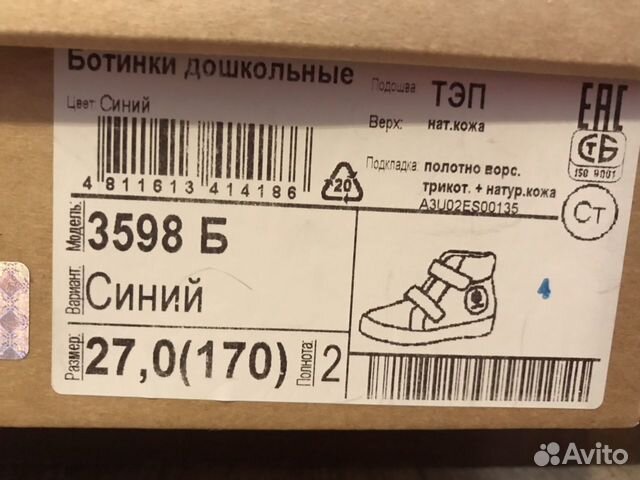 Ботинки дошкольные
Цвет: Синий
4 811613 414186
20
Подошва: ТЭП
Верх: нат.кожа
Подкладка: полотно ворс.
трикот. + натур.кожа
A3U02ES00135
EAC
СТБ
ISO 9001
Ст
Модель: 3598 Б
Вариант: Синий
Размер: 27,0(170)
Полнота: 2
4
Avito